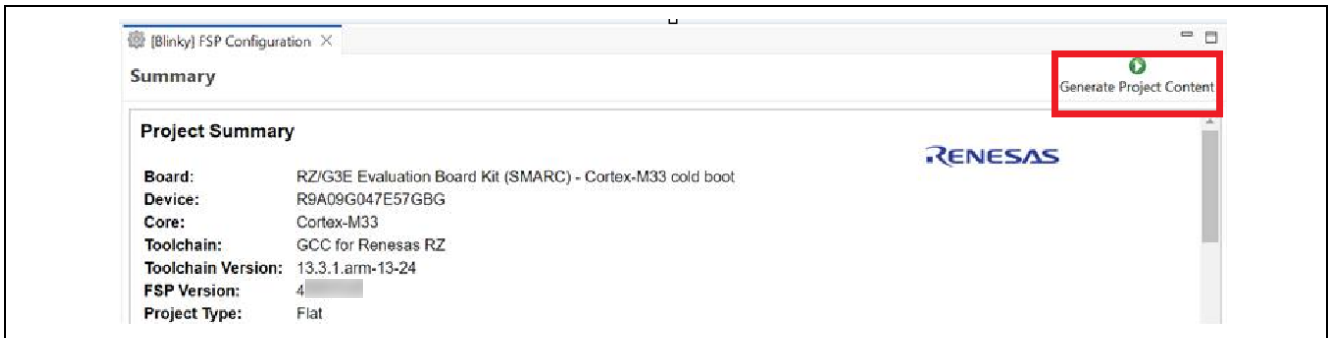 [Blinky] FSP Configuration
Summary
Generate Project Content
Project Summary
RENESAS
Board: RZ/G3E Evaluation Board Kit (SMARC) - Cortex-M33 cold boot
Device: R9A09G047E57GBG
Core: Cortex-M33
Toolchain: GCC for Renesas RZ
Toolchain Version: 13.3.1.arm-13-24
FSP Version: 4
Project Type: Flat